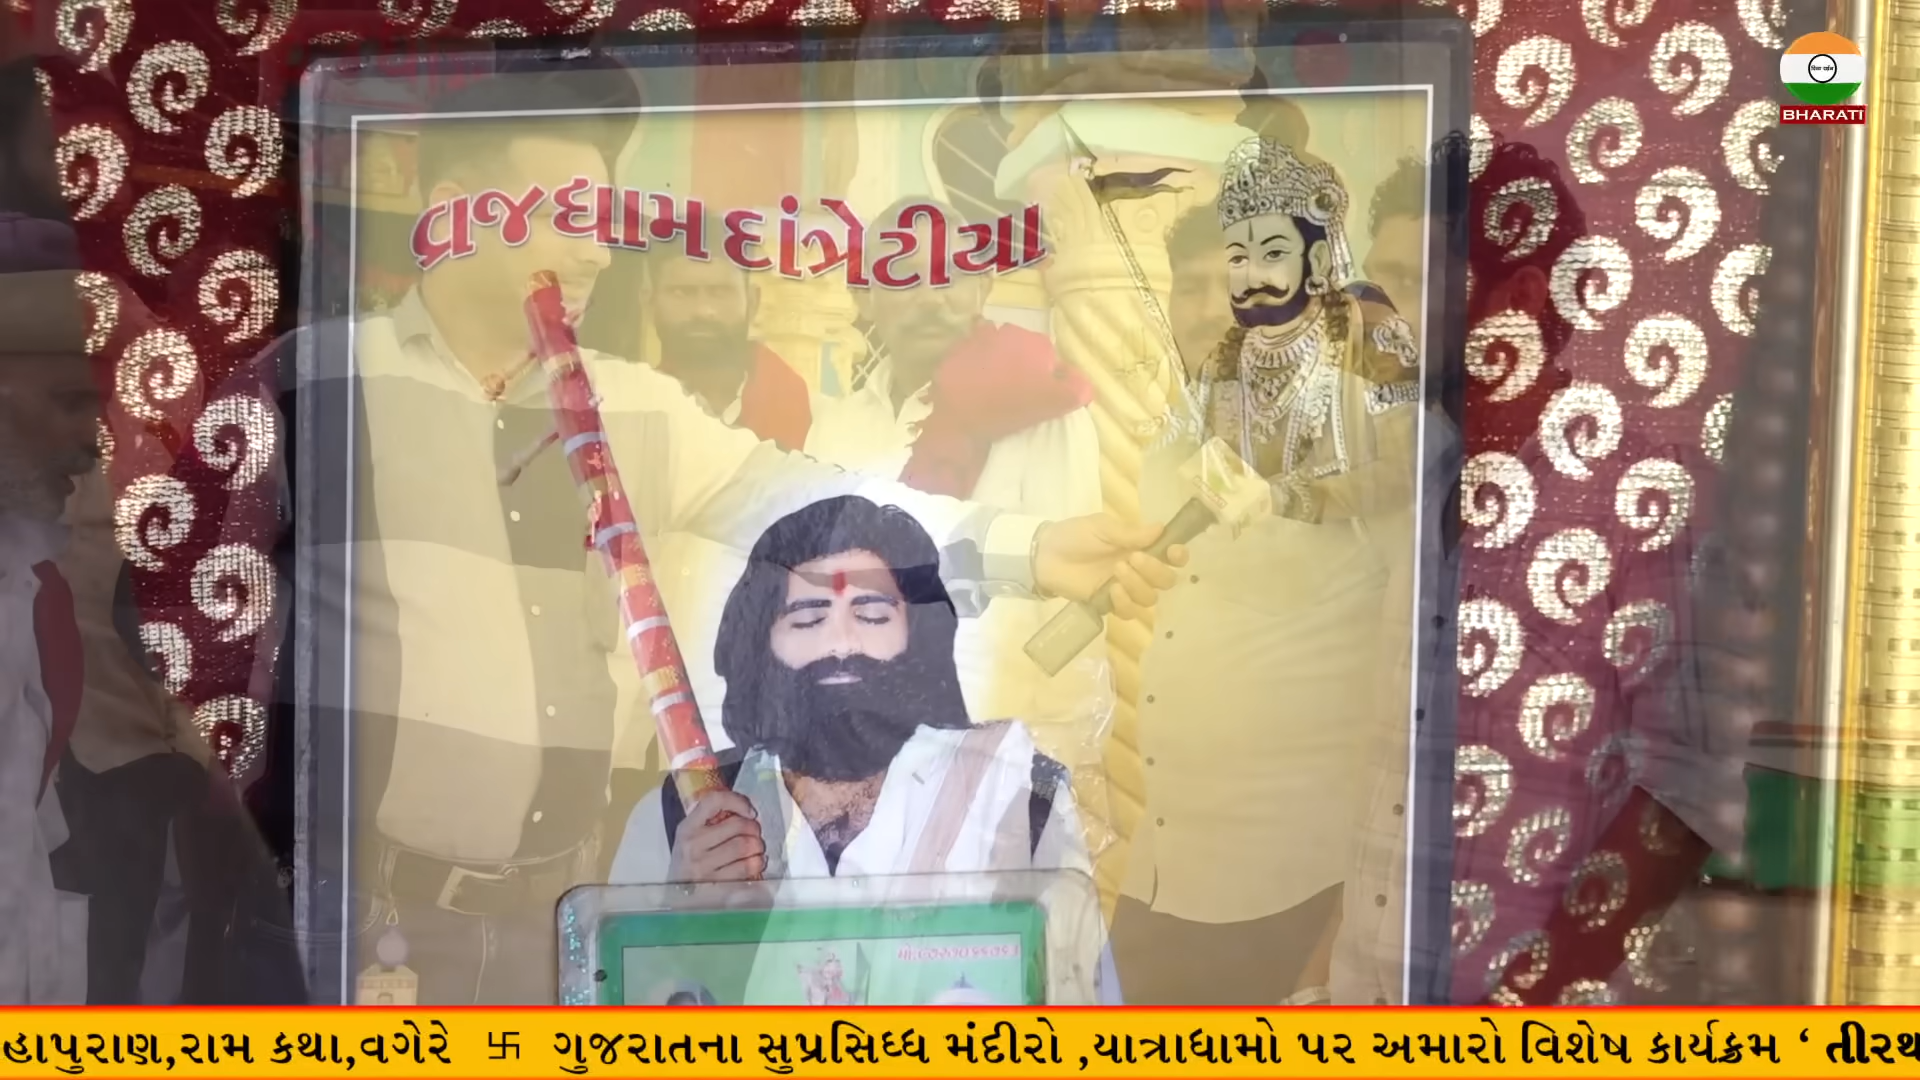 BHARATI
વ્રજધામ દાંત્રેટીયા
હાપુરાણ,રામ કથા,વગેરે 卐 ગુજરાતના સુપ્રસિધ્ધ મંદીરો ,યાત્રાધામો પર અમારો વિશેષ કાર્યક્રમ ‘ તીરથ